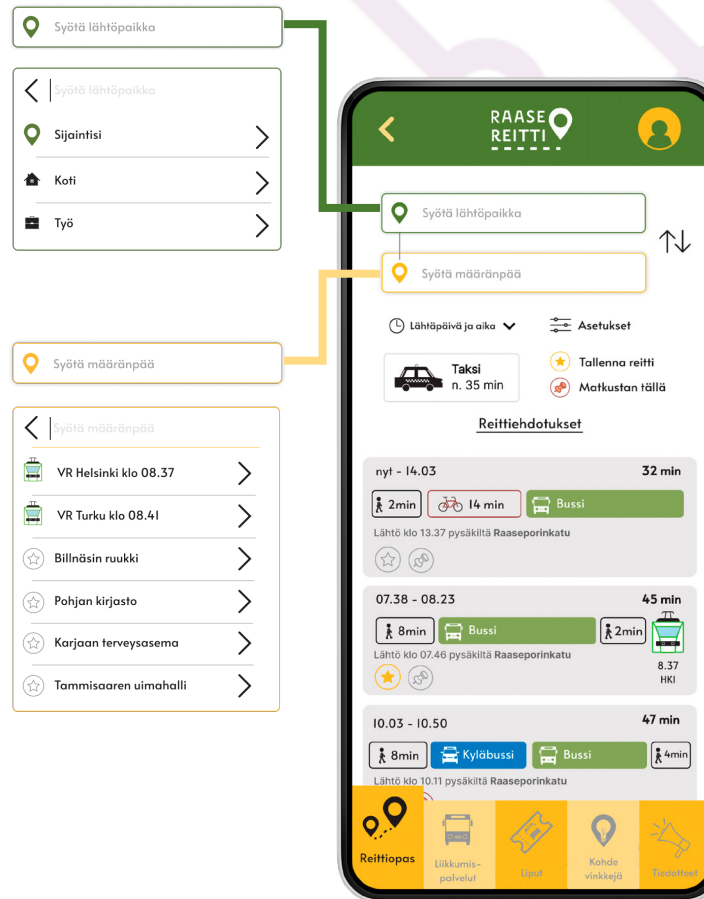 Syötä lähtöpaikka
Syötä lähtöpaikka
Sijaintisi
Koti
Työ
Syötä määränpää
Syötä määränpää
VR Helsinki klo 08.37
VR Turku klo 08.41
Billnäsin ruukki
Pohjan kirjasto
Karjaan terveysasema
Tammisaaren uimahalli
RAASE
REITTI
Syötä lähtöpaikka
Syötä määränpää
Lähtäpäivä ja aika
Asetukset
Taksi
n. 35 min
Tallenna reitti
Matkustan tällä
Reittiehdotukset
nyt - 14.03 32 min
2min 14 min Bussi
Lähtö klo 13.37 pysäkiltä Raaseporinkatu
07.38 - 08.23 45 min
8min Bussi 2min
Lähtö klo 07.46 pysäkiltä Raaseporinkatu
8.37
HKI
10.03 - 10.50 47 min
8min Kyläbussi Bussi 4min
Lähtö klo 10.11 pysäkiltä Raaseporinkatu
Reittiopas
Liikkumis-
palvelut
Liput
Kohde
vinkkejä
Tiedotteet